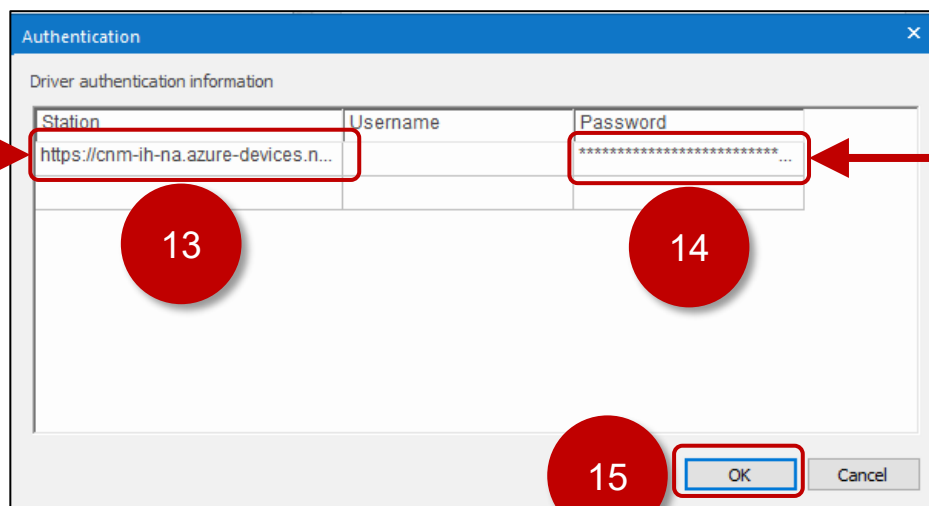 Authentication
Driver authentication information
Station Username Password
https://cnm-ih-na.azure-devices.n... ***************************...
13 14
15 OK Cancel